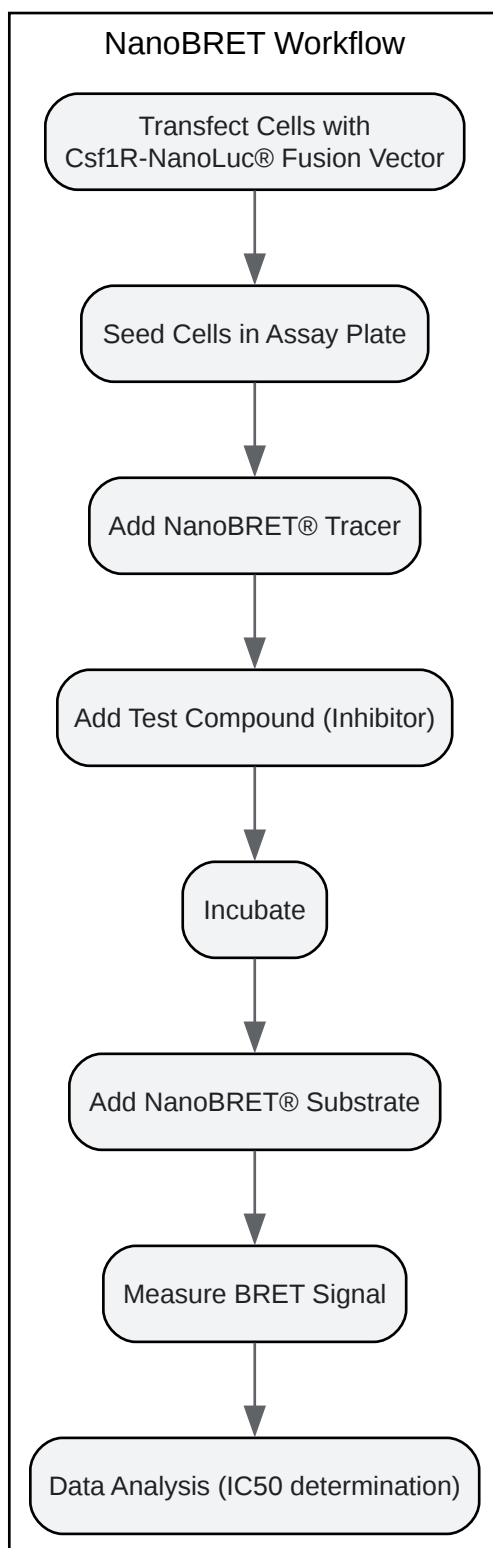 NanoBRET Workflow
Transfect Cells with
Csf1R-NanoLuc® Fusion Vector
Seed Cells in Assay Plate
Add NanoBRET® Tracer
Add Test Compound (Inhibitor)
Incubate
Add NanoBRET® Substrate
Measure BRET Signal
Data Analysis (IC50 determination)